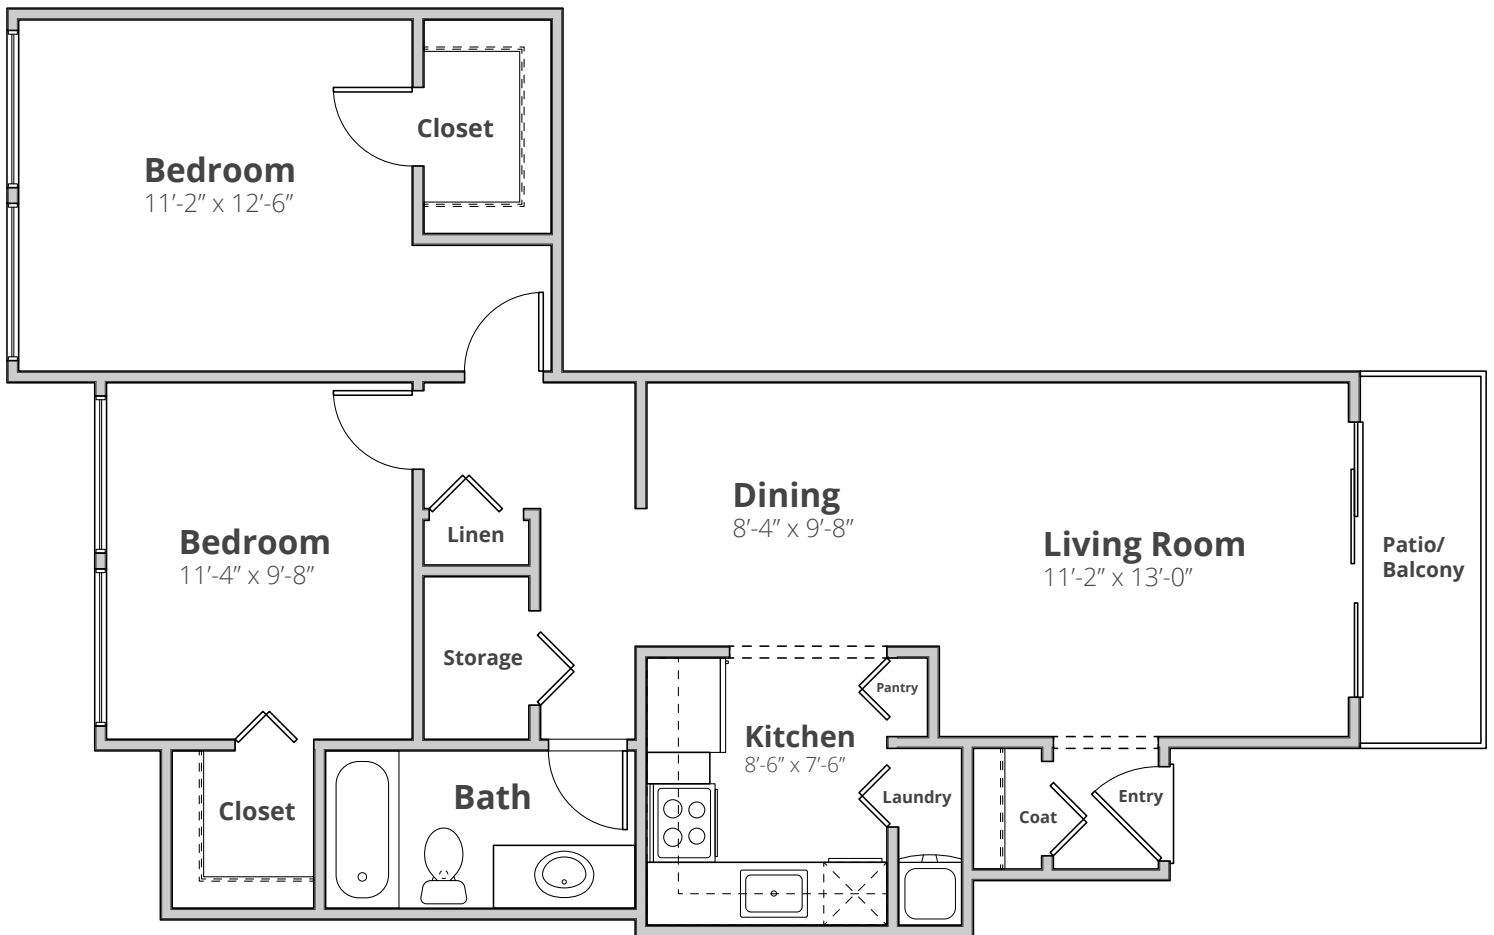 Closet
Bedroom
11’-2” x 12’-6”
Dining
8’-4” x 9’-8”
Linen
Bedroom
11’-4” x 9’-8”
Living Room
11’-2” x 13’-0”
Patio/
Balcony
Storage
Pantry
Kitchen
8’-6” x 7’-6”
Bath
Laundry
Entry
Closet
Coat